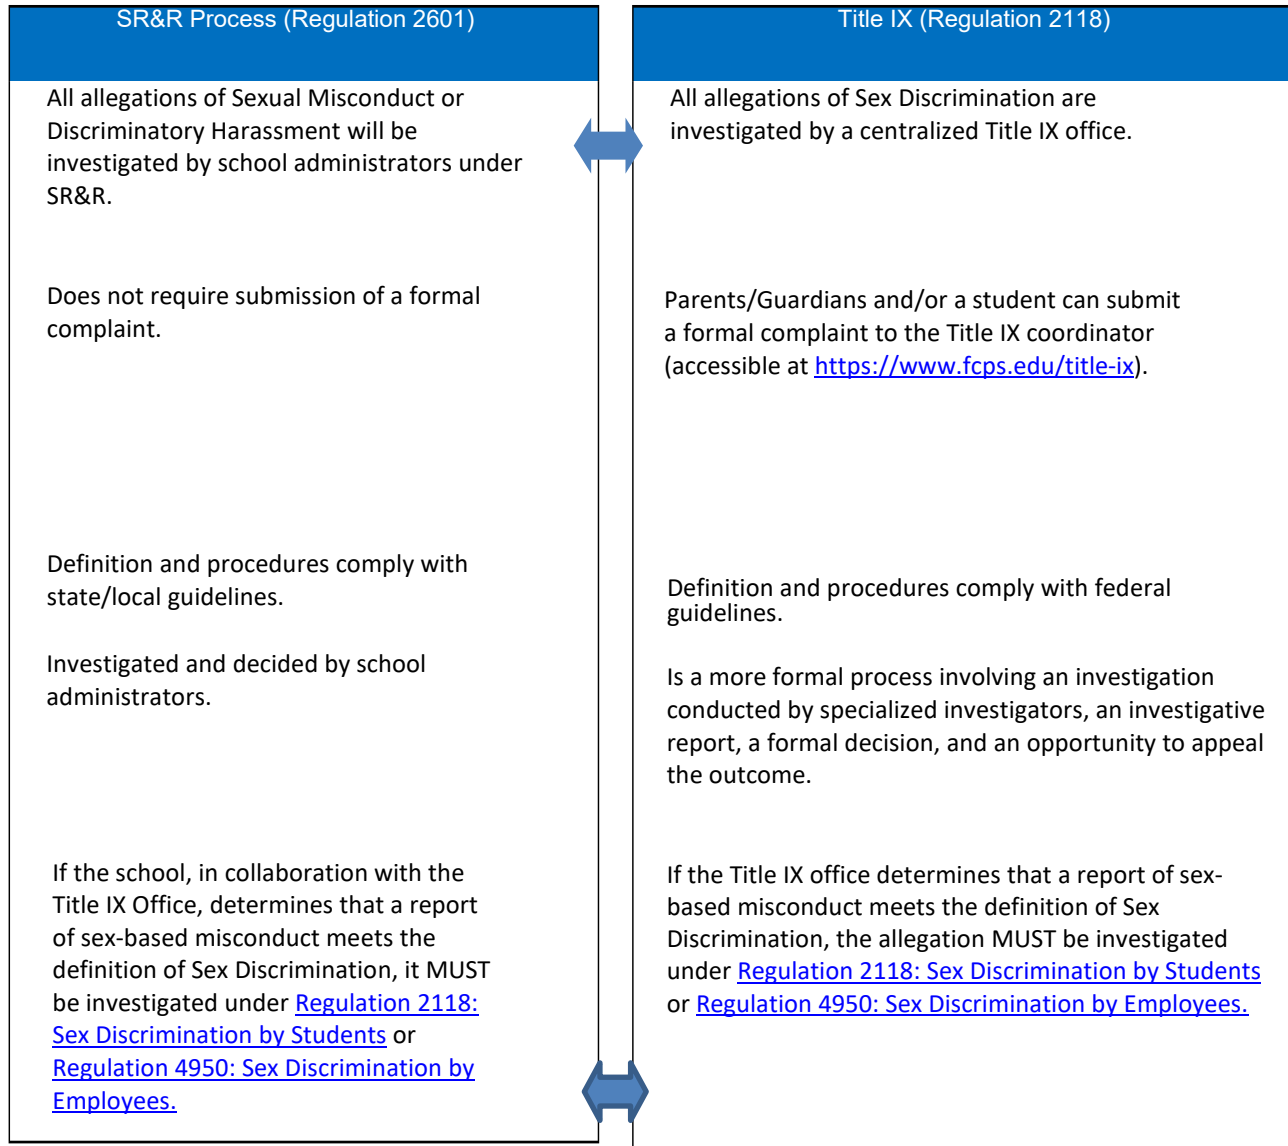 SR&R Process (Regulation 2601)
All allegations of Sexual Misconduct or
Discriminatory Harassment will be
investigated by school administrators under
SR&R.
Does not require submission of a formal
complaint.
Definition and procedures comply with
state/local guidelines.
Investigated and decided by school
administrators.
If the school, in collaboration with the
Title IX Office, determines that a report
of sex-based misconduct meets the
definition of Sex Discrimination, it MUST
be investigated under Regulation 2118:
Sex Discrimination by Students or
Regulation 4950: Sex Discrimination by
Employees.
Title IX (Regulation 2118)
All allegations of Sex Discrimination are
investigated by a centralized Title IX office.
Parents/Guardians and/or a student can submit
a formal complaint to the Title IX coordinator
(accessible at https://www.fcps.edu/title-ix).
Definition and procedures comply with federal
guidelines.
Is a more formal process involving an investigation
conducted by specialized investigators, an investigative
report, a formal decision, and an opportunity to appeal
the outcome.
If the Title IX office determines that a report of sex-
based misconduct meets the definition of Sex
Discrimination, the allegation MUST be investigated
under Regulation 2118: Sex Discrimination by Students
or Regulation 4950: Sex Discrimination by Employees.